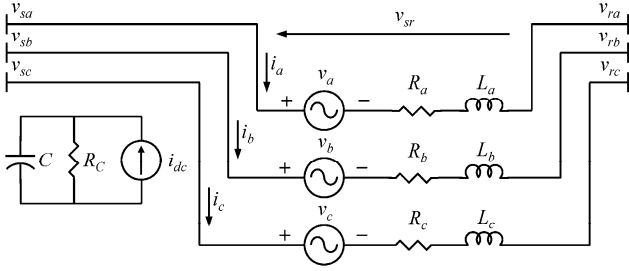 v_sa v_sr v_ra
v_sb v_rb
v_sc i_a v_a R_a L_a v_rc
+ −
i_b v_b R_b L_b
C R_C i_dc + −
i_c v_c R_c L_c
+ −